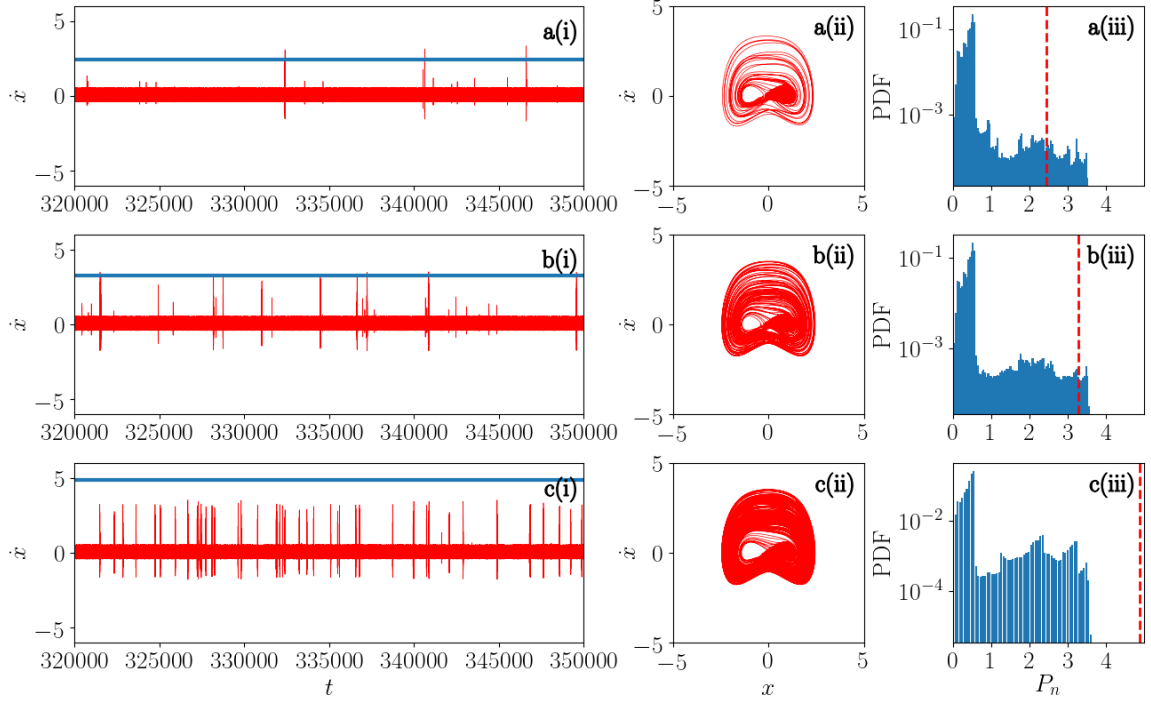 5
0
−5
ẋ
a(i)
320000 325000 330000 335000 340000 345000 350000
5
0
−5
ẋ
a(ii)
−5 0 5
10⁻¹
10⁻³
PDF
a(iii)
0 1 2 3 4
5
0
−5
ẋ
b(i)
320000 325000 330000 335000 340000 345000 350000
5
0
−5
ẋ
b(ii)
−5 0 5
10⁻¹
10⁻³
PDF
b(iii)
0 1 2 3 4
5
0
−5
ẋ
c(i)
320000 325000 330000 335000 340000 345000 350000
t
5
0
−5
ẋ
c(ii)
−5 0 5
x
10⁻²
10⁻⁴
PDF
c(iii)
0 1 2 3 4
Pₙ